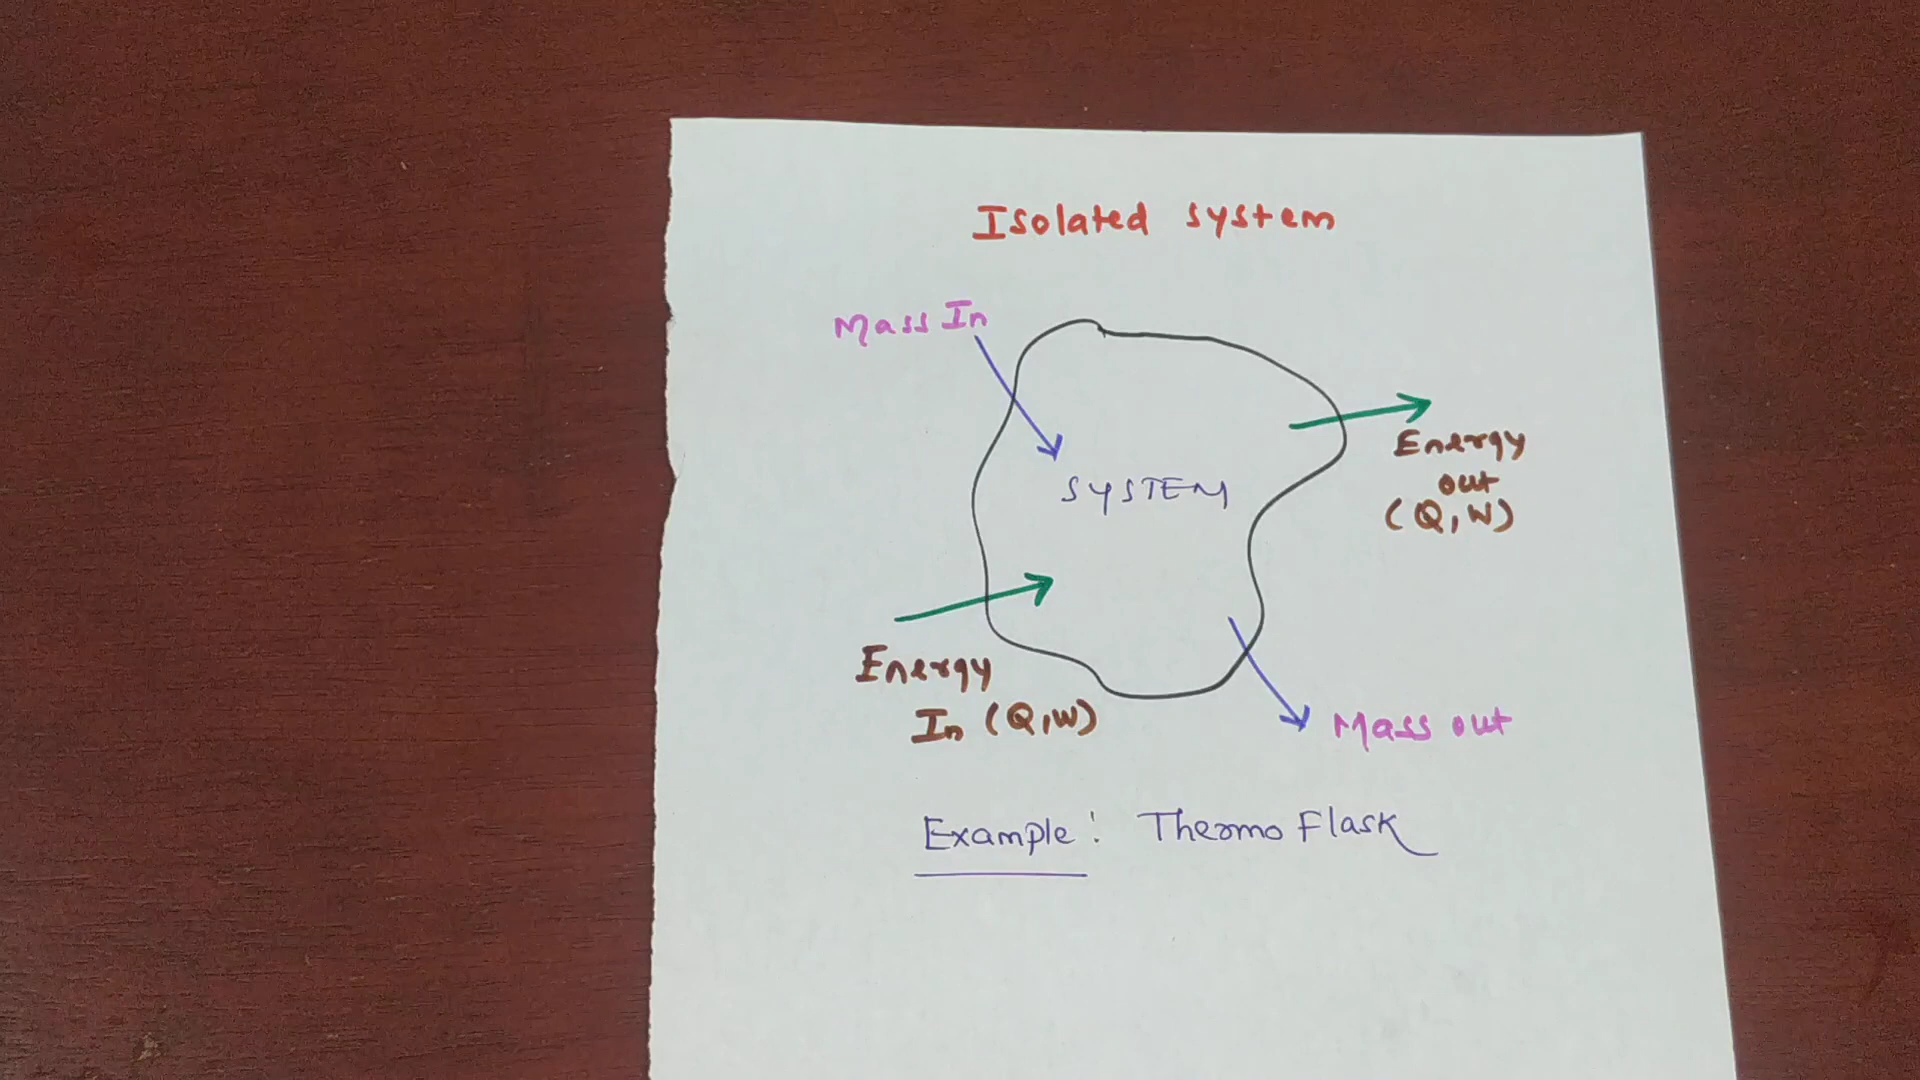 Isolated system
Mass In
SYSTEM
Energy
out
(Q,W)
Energy
In (Q,W)
Mass out
Example: Thermo Flask